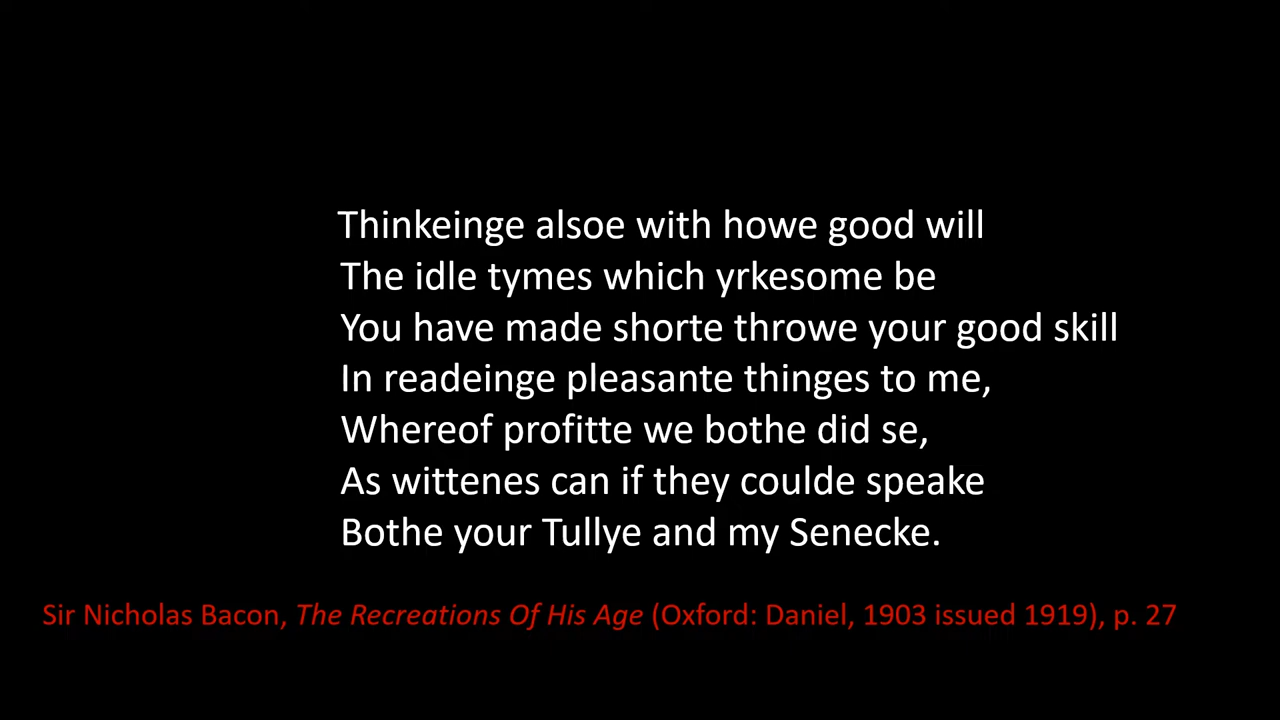 Thinkeinge alsoe with howe good will
The idle tymes which yrkesome be
You have made shorte throwe your good skill
In readeinge pleasante thinges to me,
Whereof profitte we bothe did se,
As wittenes can if they coulde speake
Bothe your Tullye and my Senecke.
Sir Nicholas Bacon, The Recreations Of His Age (Oxford: Daniel, 1903 issued 1919), p. 27